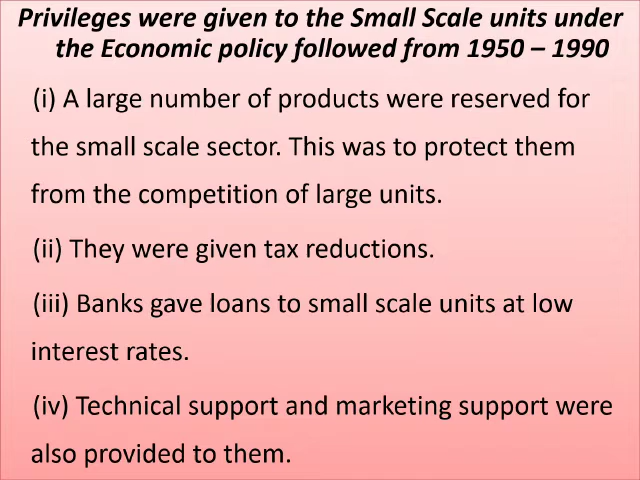 Privileges were given to the Small Scale units under
the Economic policy followed from 1950 – 1990
(i) A large number of products were reserved for
the small scale sector. This was to protect them
from the competition of large units.
(ii) They were given tax reductions.
(iii) Banks gave loans to small scale units at low
interest rates.
(iv) Technical support and marketing support were
also provided to them.